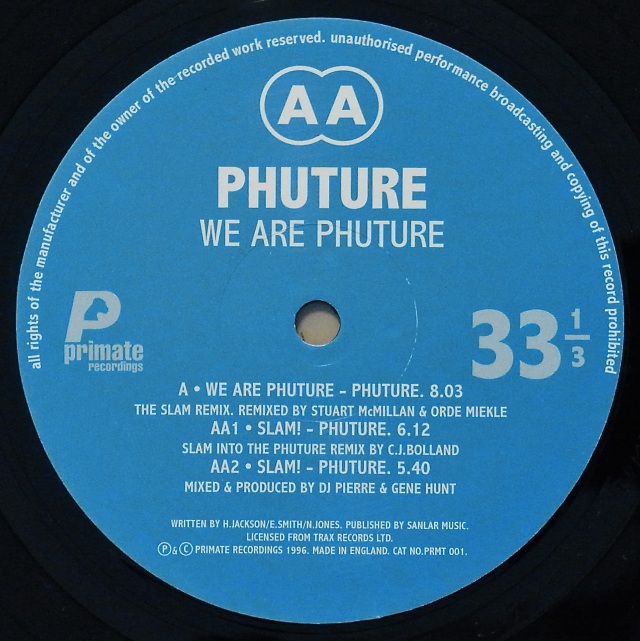 all rights of the manufacturer and of the owner of the recorded work reserved. unauthorised performance broadcasting and copying of this record prohibited
AA
PHUTURE
WE ARE PHUTURE
P
primate
recordings
33 1/3
A • WE ARE PHUTURE – PHUTURE. 8.03
THE SLAM REMIX. REMIXED BY STUART McMILLAN & ORDE MIEKLE
AA1 • SLAM! – PHUTURE. 6.12
SLAM INTO THE PHUTURE REMIX BY C.J.BOLLAND
AA2 • SLAM! – PHUTURE. 5.40
MIXED & PRODUCED BY DJ PIERRE & GENE HUNT
WRITTEN BY H.JACKSON/E.SMITH/N.JONES. PUBLISHED BY SANLAR MUSIC.
LICENSED FROM TRAX RECORDS LTD.
Ⓟ & Ⓒ PRIMATE RECORDINGS 1996. MADE IN ENGLAND. CAT NO.PRMT 001.